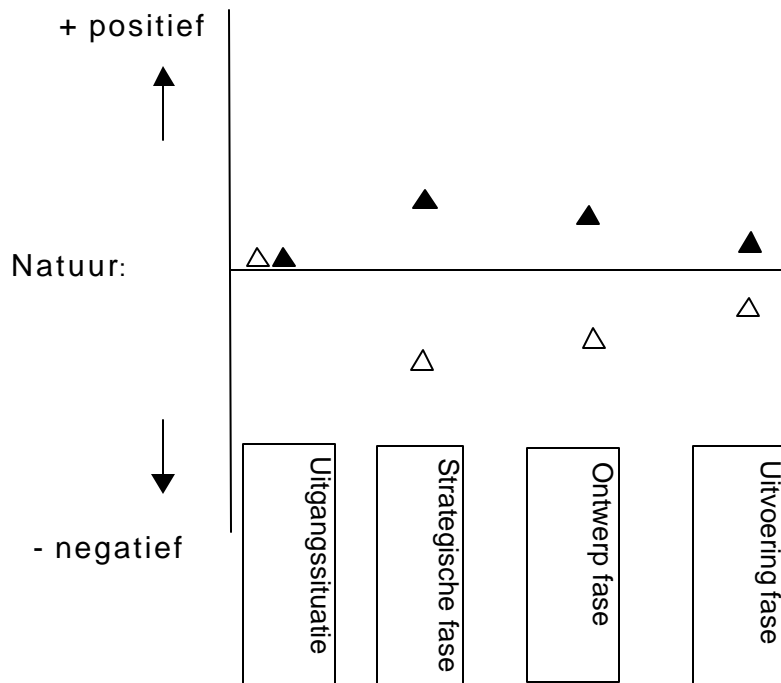 + positief
Natuur:
- negatief
Uitgangssituatie
Strategische fase
Ontwerp fase
Uitvoering fase